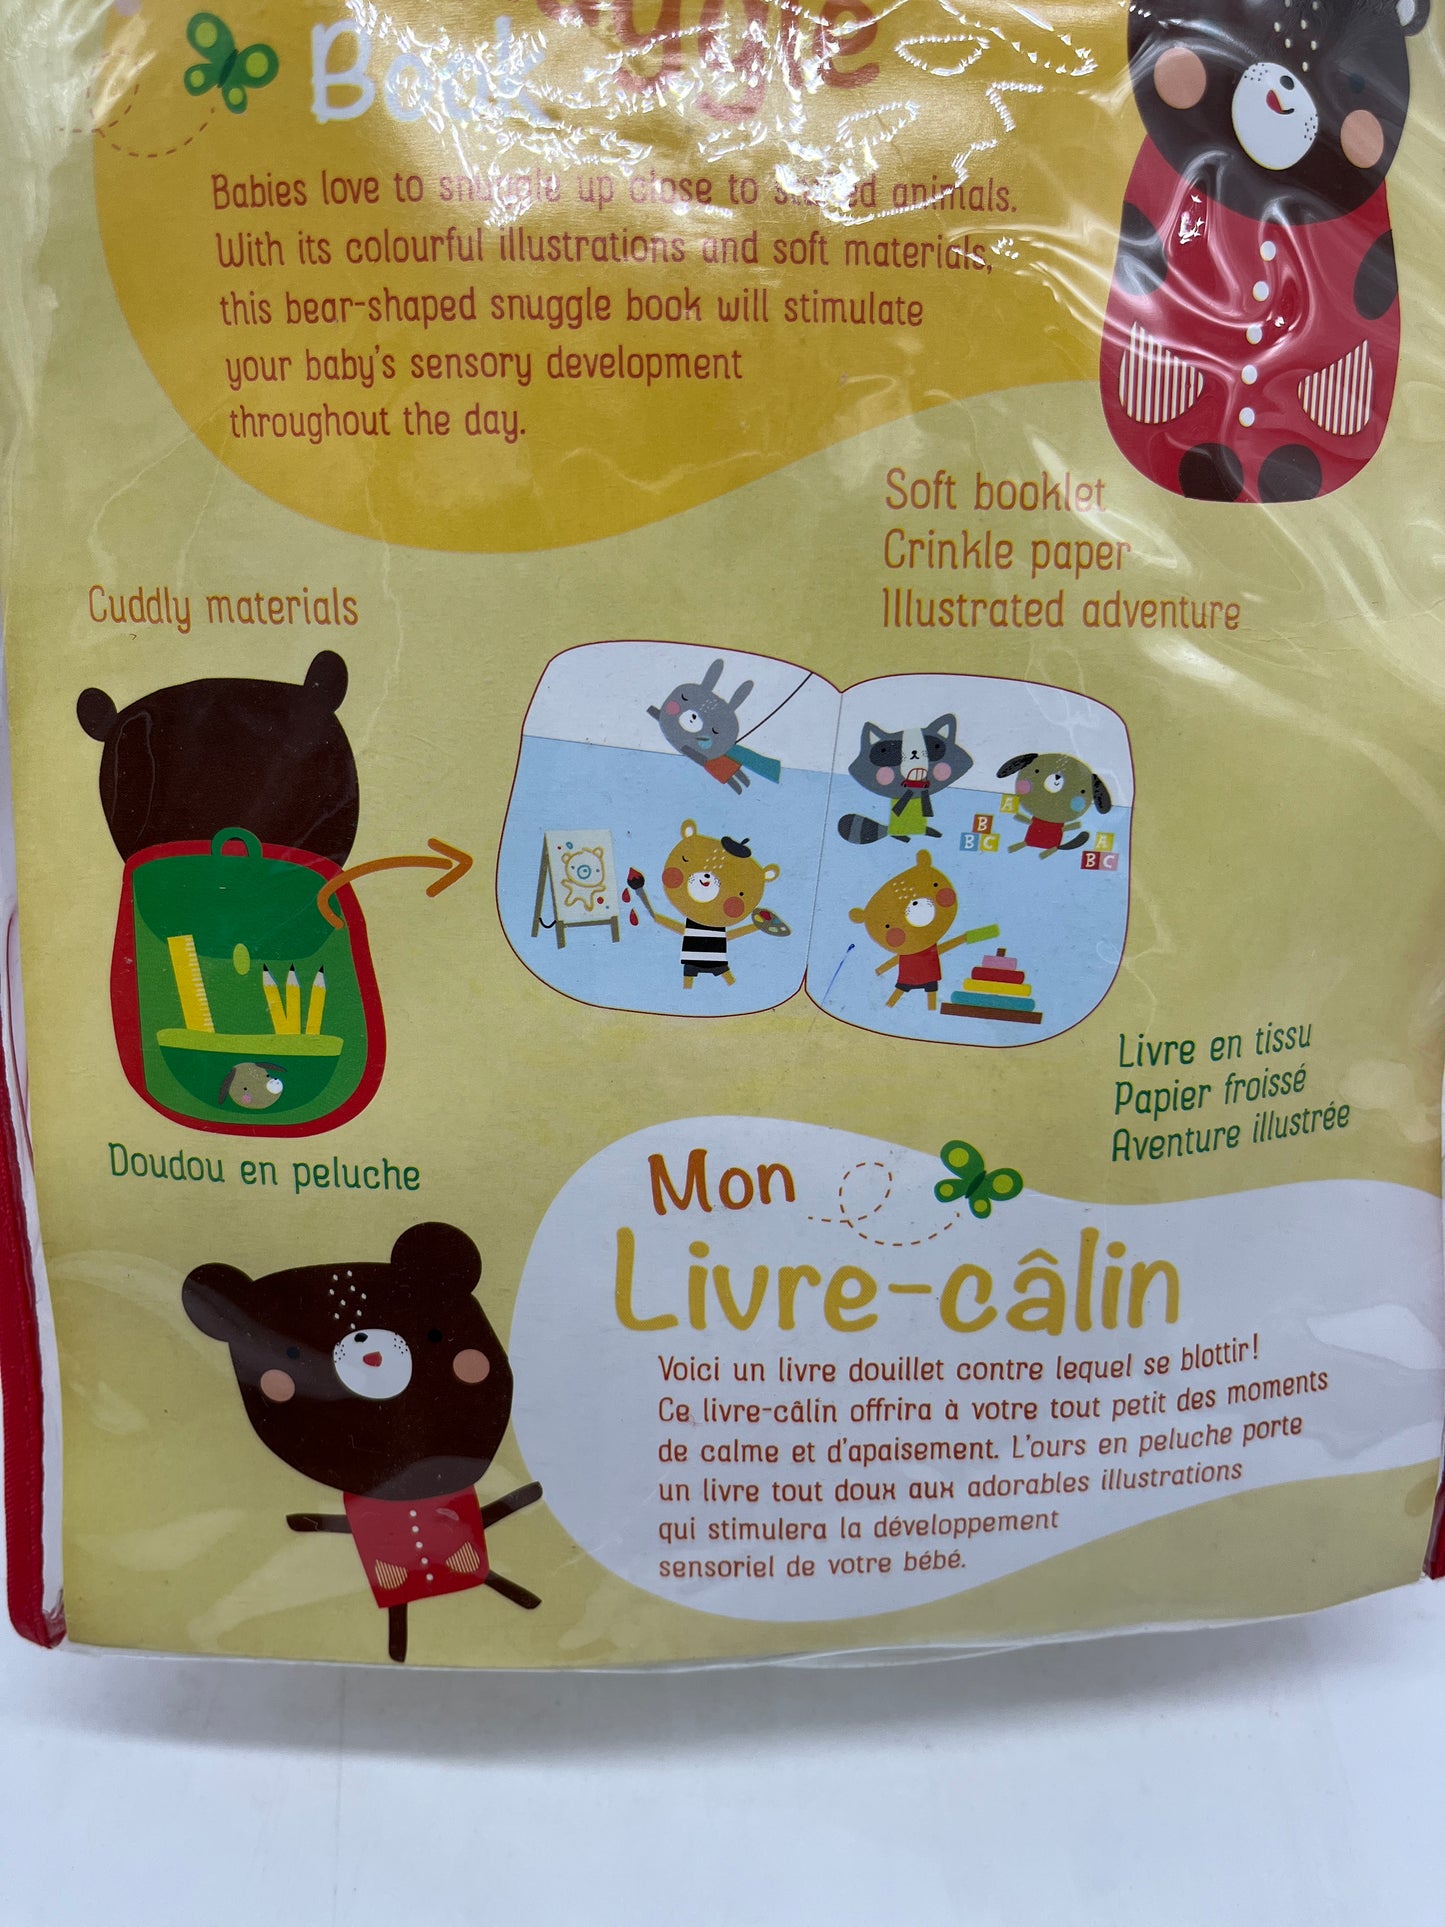 Book
Babies love to snuggle up close to stuffed animals.
With its colourful illustrations and soft materials,
this bear-shaped snuggle book will stimulate
your baby's sensory development
throughout the day.
Soft booklet
Crinkle paper
Illustrated adventure
Cuddly materials
A
B
B C
A
B C
Livre en tissu
Papier froissé
Aventure illustrée
Doudou en peluche
Mon
Livre-câlin
Voici un livre douillet contre lequel se blottir!
Ce livre-câlin offrira à votre tout petit des moments
de calme et d'apaisement. L'ours en peluche porte
un livre tout doux aux adorables illustrations
qui stimulera la développement
sensoriel de votre bébé.